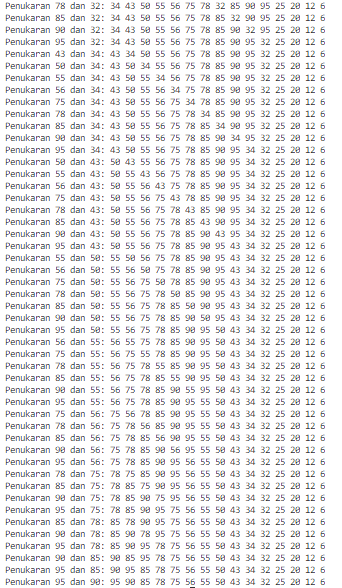 Penukaran 78 dan 32: 34 43 50 55 56 75 78 32 85 90 95 25 20 12 6
Penukaran 85 dan 32: 34 43 50 55 56 75 78 85 32 90 95 25 20 12 6
Penukaran 90 dan 32: 34 43 50 55 56 75 78 85 90 32 95 25 20 12 6
Penukaran 95 dan 32: 34 43 50 55 56 75 78 85 90 95 32 25 20 12 6
Penukaran 43 dan 34: 43 34 50 55 56 75 78 85 90 95 32 25 20 12 6
Penukaran 50 dan 34: 43 50 34 55 56 75 78 85 90 95 32 25 20 12 6
Penukaran 55 dan 34: 43 50 55 34 56 75 78 85 90 95 32 25 20 12 6
Penukaran 56 dan 34: 43 50 55 56 34 75 78 85 90 95 32 25 20 12 6
Penukaran 75 dan 34: 43 50 55 56 75 34 78 85 90 95 32 25 20 12 6
Penukaran 78 dan 34: 43 50 55 56 75 78 34 85 90 95 32 25 20 12 6
Penukaran 85 dan 34: 43 50 55 56 75 78 85 34 90 95 32 25 20 12 6
Penukaran 90 dan 34: 43 50 55 56 75 78 85 90 34 95 32 25 20 12 6
Penukaran 95 dan 34: 43 50 55 56 75 78 85 90 95 34 32 25 20 12 6
Penukaran 50 dan 43: 50 43 55 56 75 78 85 90 95 34 32 25 20 12 6
Penukaran 55 dan 43: 50 55 43 56 75 78 85 90 95 34 32 25 20 12 6
Penukaran 56 dan 43: 50 55 56 43 75 78 85 90 95 34 32 25 20 12 6
Penukaran 75 dan 43: 50 55 56 75 43 78 85 90 95 34 32 25 20 12 6
Penukaran 78 dan 43: 50 55 56 75 78 43 85 90 95 34 32 25 20 12 6
Penukaran 85 dan 43: 50 55 56 75 78 85 43 90 95 34 32 25 20 12 6
Penukaran 90 dan 43: 50 55 56 75 78 85 90 43 95 34 32 25 20 12 6
Penukaran 95 dan 43: 50 55 56 75 78 85 90 95 43 34 32 25 20 12 6
Penukaran 55 dan 50: 55 50 56 75 78 85 90 95 43 34 32 25 20 12 6
Penukaran 56 dan 50: 55 56 50 75 78 85 90 95 43 34 32 25 20 12 6
Penukaran 75 dan 50: 55 56 75 50 78 85 90 95 43 34 32 25 20 12 6
Penukaran 78 dan 50: 55 56 75 78 50 85 90 95 43 34 32 25 20 12 6
Penukaran 85 dan 50: 55 56 75 78 85 50 90 95 43 34 32 25 20 12 6
Penukaran 90 dan 50: 55 56 75 78 85 90 50 95 43 34 32 25 20 12 6
Penukaran 95 dan 50: 55 56 75 78 85 90 95 50 43 34 32 25 20 12 6
Penukaran 56 dan 55: 56 55 75 78 85 90 95 50 43 34 32 25 20 12 6
Penukaran 75 dan 55: 56 75 55 78 85 90 95 50 43 34 32 25 20 12 6
Penukaran 78 dan 55: 56 75 78 55 85 90 95 50 43 34 32 25 20 12 6
Penukaran 85 dan 55: 56 75 78 85 55 90 95 50 43 34 32 25 20 12 6
Penukaran 90 dan 55: 56 75 78 85 90 55 95 50 43 34 32 25 20 12 6
Penukaran 95 dan 55: 56 75 78 85 90 95 55 50 43 34 32 25 20 12 6
Penukaran 75 dan 56: 75 56 78 85 90 95 55 50 43 34 32 25 20 12 6
Penukaran 78 dan 56: 75 78 56 85 90 95 55 50 43 34 32 25 20 12 6
Penukaran 85 dan 56: 75 78 85 56 90 95 55 50 43 34 32 25 20 12 6
Penukaran 90 dan 56: 75 78 85 90 56 95 55 50 43 34 32 25 20 12 6
Penukaran 95 dan 56: 75 78 85 90 95 56 55 50 43 34 32 25 20 12 6
Penukaran 78 dan 75: 78 75 85 90 95 56 55 50 43 34 32 25 20 12 6
Penukaran 85 dan 75: 78 85 75 90 95 56 55 50 43 34 32 25 20 12 6
Penukaran 90 dan 75: 78 85 90 75 95 56 55 50 43 34 32 25 20 12 6
Penukaran 95 dan 75: 78 85 90 95 75 56 55 50 43 34 32 25 20 12 6
Penukaran 85 dan 78: 85 78 90 95 75 56 55 50 43 34 32 25 20 12 6
Penukaran 90 dan 78: 85 90 78 95 75 56 55 50 43 34 32 25 20 12 6
Penukaran 95 dan 78: 85 90 95 78 75 56 55 50 43 34 32 25 20 12 6
Penukaran 90 dan 85: 90 85 95 78 75 56 55 50 43 34 32 25 20 12 6
Penukaran 95 dan 85: 90 95 85 78 75 56 55 50 43 34 32 25 20 12 6
Penukaran 95 dan 90: 95 90 85 78 75 56 55 50 43 34 32 25 20 12 6